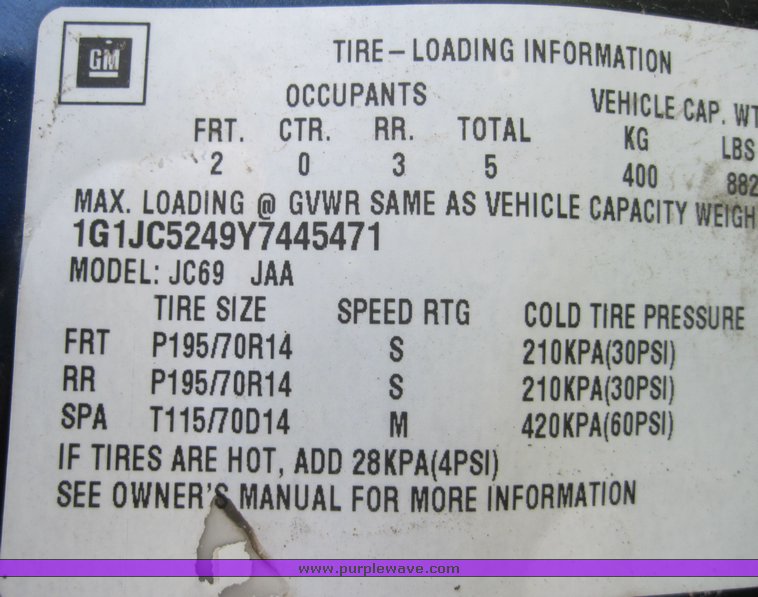 GM
TIRE-LOADING INFORMATION
OCCUPANTS VEHICLE CAP. WT
FRT. CTR. RR. TOTAL KG LBS
2 0 3 5 400 882
MAX. LOADING @ GVWR SAME AS VEHICLE CAPACITY WEIGH
1G1JC5249Y7445471
MODEL: JC69 JAA
TIRE SIZE SPEED RTG COLD TIRE PRESSURE
FRT P195/70R14 S 210KPA(30PSI)
RR P195/70R14 S 210KPA(30PSI)
SPA T115/70D14 M 420KPA(60PSI)
IF TIRES ARE HOT, ADD 28KPA(4PSI)
SEE OWNER'S MANUAL FOR MORE INFORMATION
www.purplewave.com